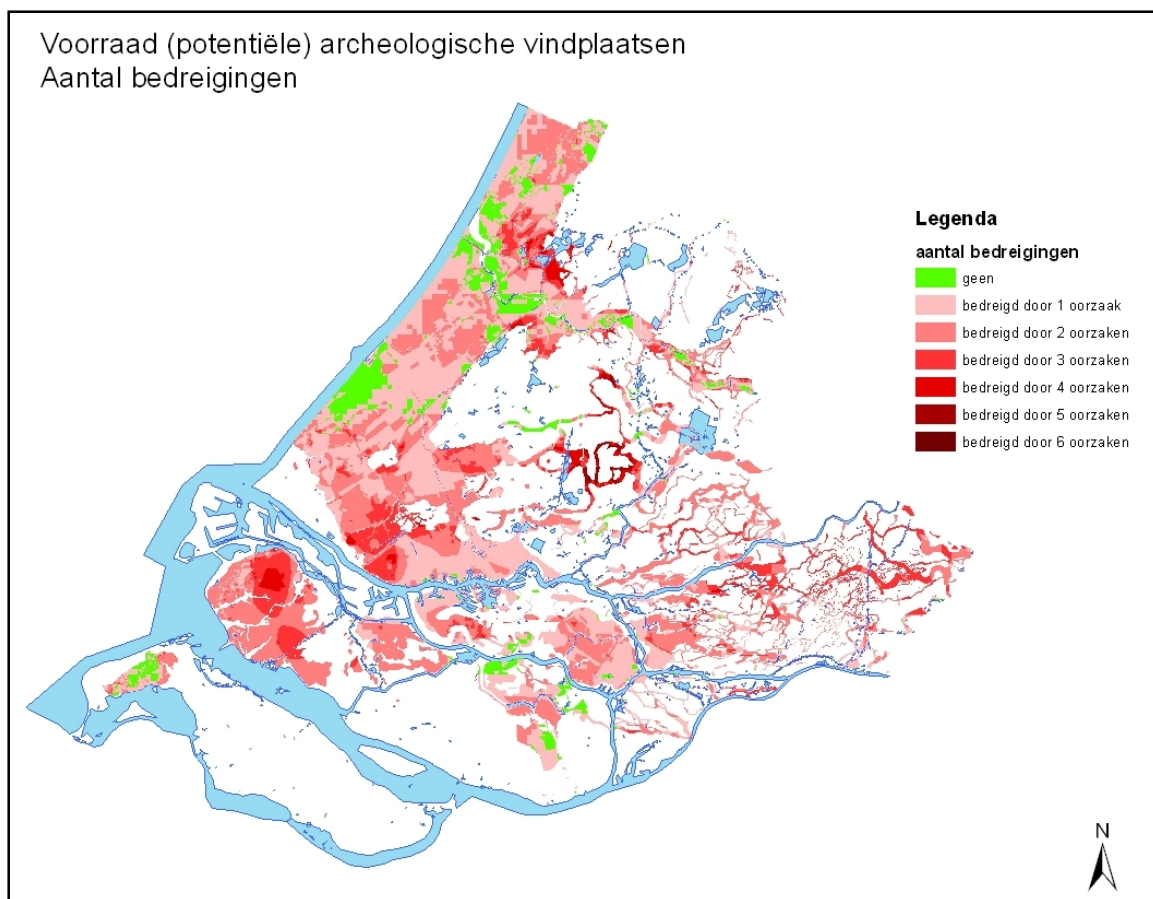 Voorraad (potentiële) archeologische vindplaatsen
Aantal bedreigingen
Legenda
aantal bedreigingen
geen
bedreigd door 1 oorzaak
bedreigd door 2 oorzaken
bedreigd door 3 oorzaken
bedreigd door 4 oorzaken
bedreigd door 5 oorzaken
bedreigd door 6 oorzaken
N